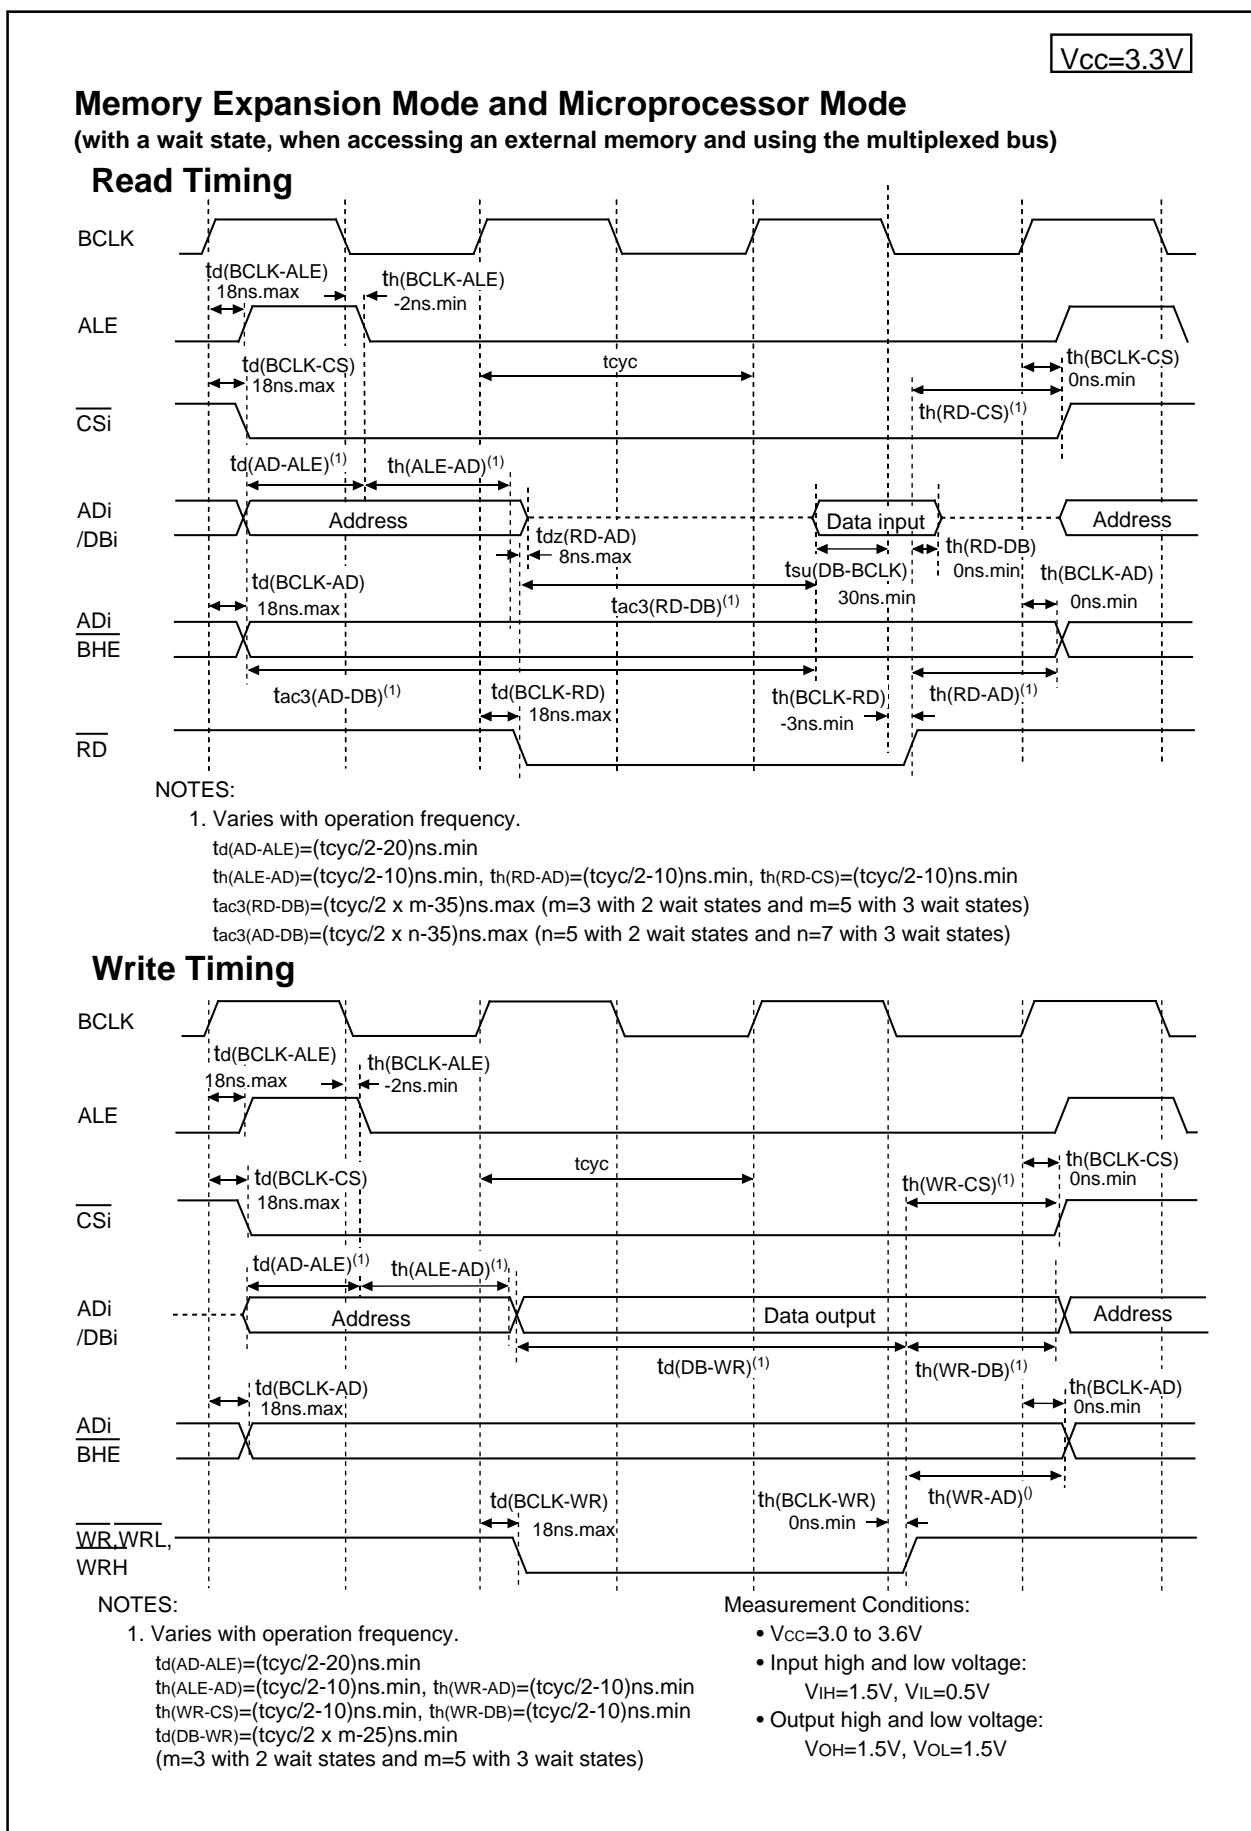 Vcc=3.3V
Memory Expansion Mode and Microprocessor Mode
(with a wait state, when accessing an external memory and using the multiplexed bus)
Read Timing
BCLK
td(BCLK-ALE)
18ns.max
th(BCLK-ALE)
-2ns.min
ALE
td(BCLK-CS)
18ns.max
tcyc
th(BCLK-CS)
0ns.min
th(RD-CS)(1)
CSi
td(AD-ALE)(1)
th(ALE-AD)(1)
ADi
/DBi
Address
Data input
Address
tdz(RD-AD)
8ns.max
th(RD-DB)
0ns.min
tsu(DB-BCLK)
30ns.min
td(BCLK-AD)
18ns.max
tac3(RD-DB)(1)
th(BCLK-AD)
0ns.min
ADi
BHE
tac3(AD-DB)(1)
td(BCLK-RD)
18ns.max
th(BCLK-RD)
-3ns.min
th(RD-AD)(1)
RD
NOTES:
1. Varies with operation frequency.
td(AD-ALE)=(tcyc/2-20)ns.min
th(ALE-AD)=(tcyc/2-10)ns.min, th(RD-AD)=(tcyc/2-10)ns.min, th(RD-CS)=(tcyc/2-10)ns.min
tac3(RD-DB)=(tcyc/2 x m-35)ns.max (m=3 with 2 wait states and m=5 with 3 wait states)
tac3(AD-DB)=(tcyc/2 x n-35)ns.max (n=5 with 2 wait states and n=7 with 3 wait states)
Write Timing
BCLK
td(BCLK-ALE)
18ns.max
th(BCLK-ALE)
-2ns.min
ALE
td(BCLK-CS)
18ns.max
tcyc
th(BCLK-CS)
0ns.min
th(WR-CS)(1)
CSi
td(AD-ALE)(1)
th(ALE-AD)(1)
ADi
/DBi
Address
Data output
Address
td(DB-WR)(1)
th(WR-DB)(1)
td(BCLK-AD)
18ns.max
th(BCLK-AD)
0ns.min
ADi
BHE
td(BCLK-WR)
18ns.max
th(BCLK-WR)
0ns.min
th(WR-AD)()
WR,WRL,
WRH
NOTES:
1. Varies with operation frequency.
td(AD-ALE)=(tcyc/2-20)ns.min
th(ALE-AD)=(tcyc/2-10)ns.min, th(WR-AD)=(tcyc/2-10)ns.min
th(WR-CS)=(tcyc/2-10)ns.min, th(WR-DB)=(tcyc/2-10)ns.min
td(DB-WR)=(tcyc/2 x m-25)ns.min
(m=3 with 2 wait states and m=5 with 3 wait states)
Measurement Conditions:
• VCC=3.0 to 3.6V
• Input high and low voltage:
VIH=1.5V, VIL=0.5V
• Output high and low voltage:
VOH=1.5V, VOL=1.5V